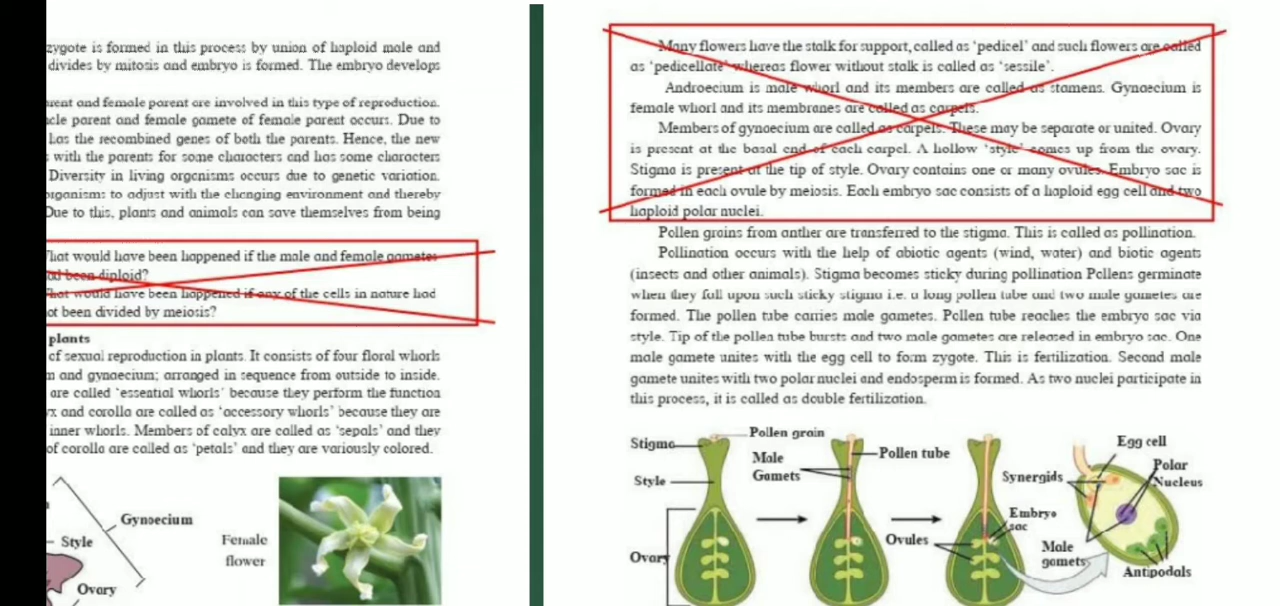 zygote is formed in this process by union of haploid male and
divides by mitosis and embryo is formed. The embryo develops
parent and female parent are involved in this type of reproduction.
parent and female gamete of female parent occurs. Due to
has the recombined genes of both the parents. Hence, the new
with the parents for some characters and has some characters
Diversity in living organisms occurs due to genetic variation.
to adjust with the changing environment and thereby
Due to this, plants and animals can save themselves from being
What would have been happened if the male and female gametes
had been diploid?
What would have been happened if any of the cells in nature had
not been divided by meiosis?
plants
of sexual reproduction in plants. It consists of four floral whorls
and gynaecium; arranged in sequence from outside to inside.
are called ‘essential whorls’ because they perform the function
and corolla are called as ‘accessory whorls’ because they are
inner whorls. Members of calyx are called as ‘sepals’ and they
of corolla are called as ‘petals’ and they are variously colored.
Gynoecium
Style
Ovary
Female
flower
Many flowers have the stalk for support, called as ‘pedicel’ and such flowers are called
as ‘pedicellate’ whereas flower without stalk is called as ‘sessile’.
Androecium is male whorl and its members are called as stamens. Gynaecium is
female whorl and its membranes are called as carpels.
Members of gynaecium are called as carpels. These may be separate or united. Ovary
is present at the basal end of each carpel. A hollow ‘style’ comes up from the ovary.
Stigma is present at the tip of style. Ovary contains one or many ovules. Embryo sac is
formed in each ovule by meiosis. Each embryo sac consists of a haploid egg cell and two
haploid polar nuclei.
Pollen grains from anther are transferred to the stigma. This is called as pollination.
Pollination occurs with the help of abiotic agents (wind, water) and biotic agents
(insects and other animals). Stigma becomes sticky during pollination Pollens germinate
when they fall upon such sticky stigma i.e. a long pollen tube and two male gametes are
formed. The pollen tube carries male gametes. Pollen tube reaches the embryo sac via
style. Tip of the pollen tube bursts and two male gametes are released in embryo sac. One
male gamete unites with the egg cell to form zygote. This is fertilization. Second male
gamete unites with two polar nuclei and endosperm is formed. As two nuclei participate in
this process, it is called as double fertilization.
Stigma
Pollen grain
Style
Ovary
Male
Gamets
Pollen tube
Ovules
Synergids
Embryo
sac
Egg cell
Polar
Nucleus
Male
gamets
Antipodals